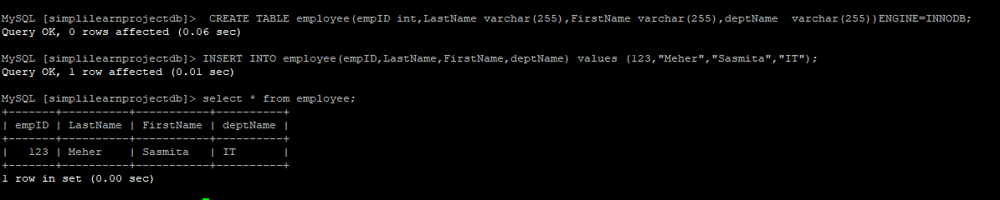 MySQL [simplilearnprojectdb]>  CREATE TABLE employee(empID int,LastName varchar(255),FirstName varchar(255),deptName  varchar(255))ENGINE=INNODB;
Query OK, 0 rows affected (0.06 sec)
MySQL [simplilearnprojectdb]> INSERT INTO employee(empID,LastName,FirstName,deptName) values (123,"Meher","Sasmita","IT");
Query OK, 1 row affected (0.01 sec)
MySQL [simplilearnprojectdb]> select * from employee;
+-------+----------+-----------+----------+
| empID | LastName | FirstName | deptName |
+-------+----------+-----------+----------+
|   123 | Meher    | Sasmita   | IT       |
+-------+----------+-----------+----------+
1 row in set (0.00 sec)